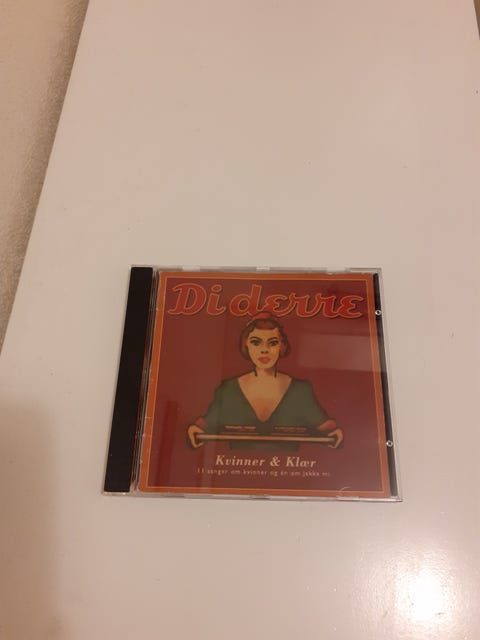 Di derre
Kvinner & Klær
11 sanger om kvinner og én om jakka mi